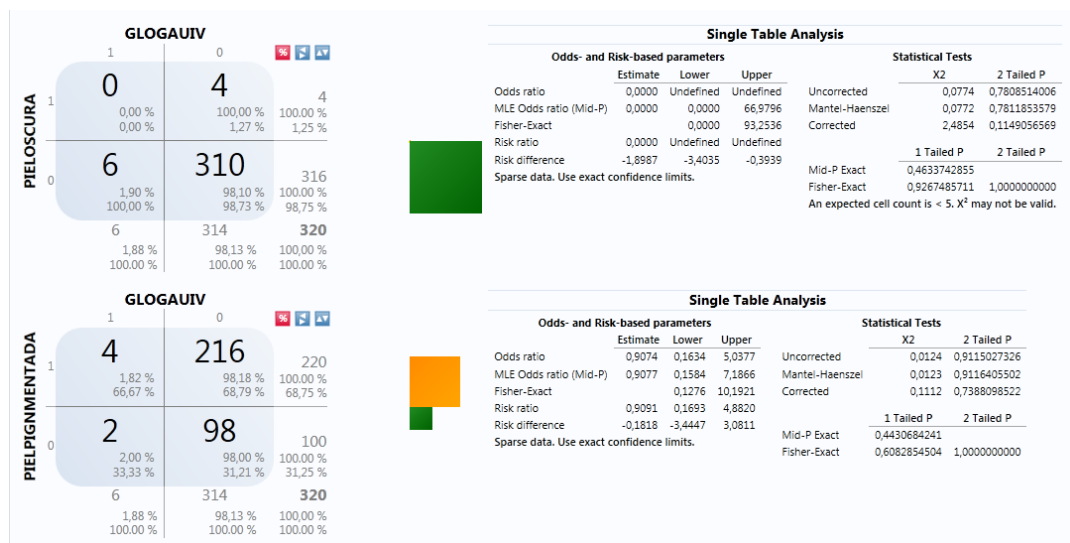 GLOGAUIV
1 0 %
PIELOSCURA
1 0 4 4
0,00 % 100,00 % 100.00 %
0,00 % 1,27 % 1,25 %
0 6 310 316
1,90 % 98,10 % 100.00 %
100,00 % 98,73 % 98,75 %
6 314 320
1,88 % 98,13 % 100,00 %
100.00 % 100.00 % 100.00 %
Single Table Analysis
Odds- and Risk-based parameters
Estimate Lower Upper
Odds ratio 0,0000 Undefined Undefined
MLE Odds ratio (Mid-P) 0,0000 0,0000 66,9796
Fisher-Exact 0,0000 93,2536
Risk ratio 0,0000 Undefined Undefined
Risk difference -1,8987 -3,4035 -0,3939
Sparse data. Use exact confidence limits.
Statistical Tests
X2 2 Tailed P
Uncorrected 0,0774 0,7808514006
Mantel-Haenszel 0,0772 0,7811853579
Corrected 2,4854 0,1149056569
1 Tailed P 2 Tailed P
Mid-P Exact 0,4633742855
Fisher-Exact 0,9267485711 1,0000000000
An expected cell count is < 5. X² may not be valid.
GLOGAUIV
1 0 %
PIELPIGNMENTADA
1 4 216 220
1,82 % 98,18 % 100.00 %
66,67 % 68,79 % 68,75 %
0 2 98 100
2,00 % 98,00 % 100.00 %
33,33 % 31,21 % 31,25 %
6 314 320
1,88 % 98,13 % 100,00 %
100.00 % 100.00 % 100.00 %
Single Table Analysis
Odds- and Risk-based parameters
Estimate Lower Upper
Odds ratio 0,9074 0,1634 5,0377
MLE Odds ratio (Mid-P) 0,9077 0,1584 7,1866
Fisher-Exact 0,1276 10,1921
Risk ratio 0,9091 0,1693 4,8820
Risk difference -0,1818 -3,4447 3,0811
Sparse data. Use exact confidence limits.
Statistical Tests
X2 2 Tailed P
Uncorrected 0,0124 0,9115027326
Mantel-Haenszel 0,0123 0,9116405502
Corrected 0,1112 0,7388098522
1 Tailed P 2 Tailed P
Mid-P Exact 0,4430684241
Fisher-Exact 0,6082854504 1,0000000000